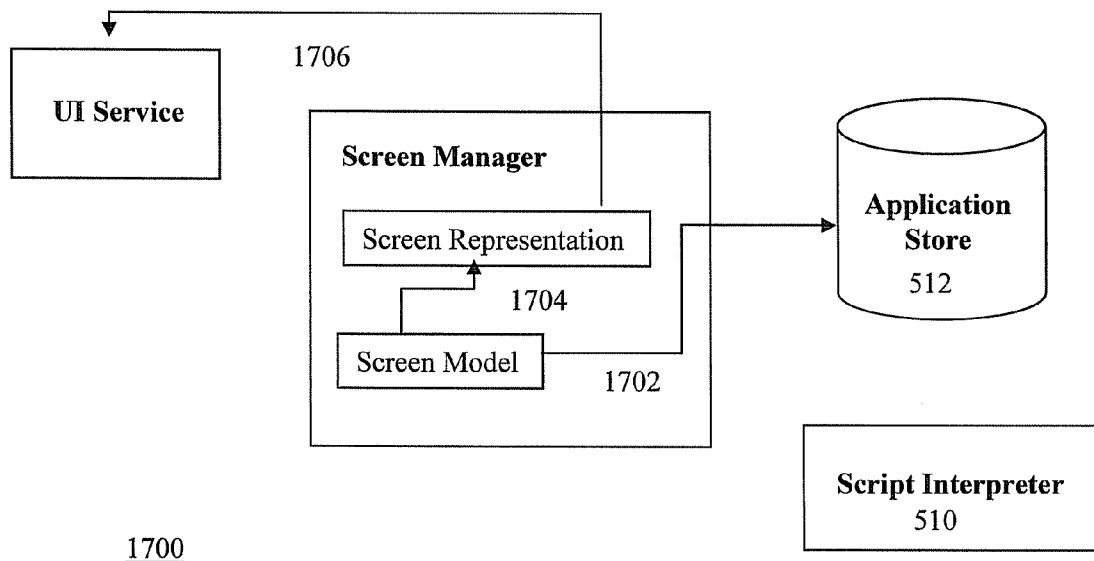 1706
UI Service
Screen Manager
Screen Representation
1704
Screen Model
1702
Application
Store
512
Script Interpreter
510
1700